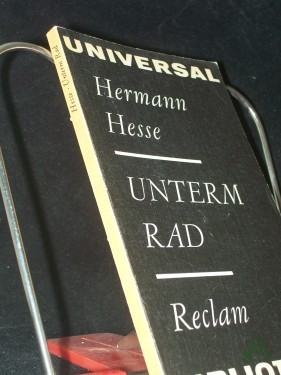 UNIVERSAL
Hermann
Hesse
UNTERM
RAD
Reclam
Hesse · Unterm Rad